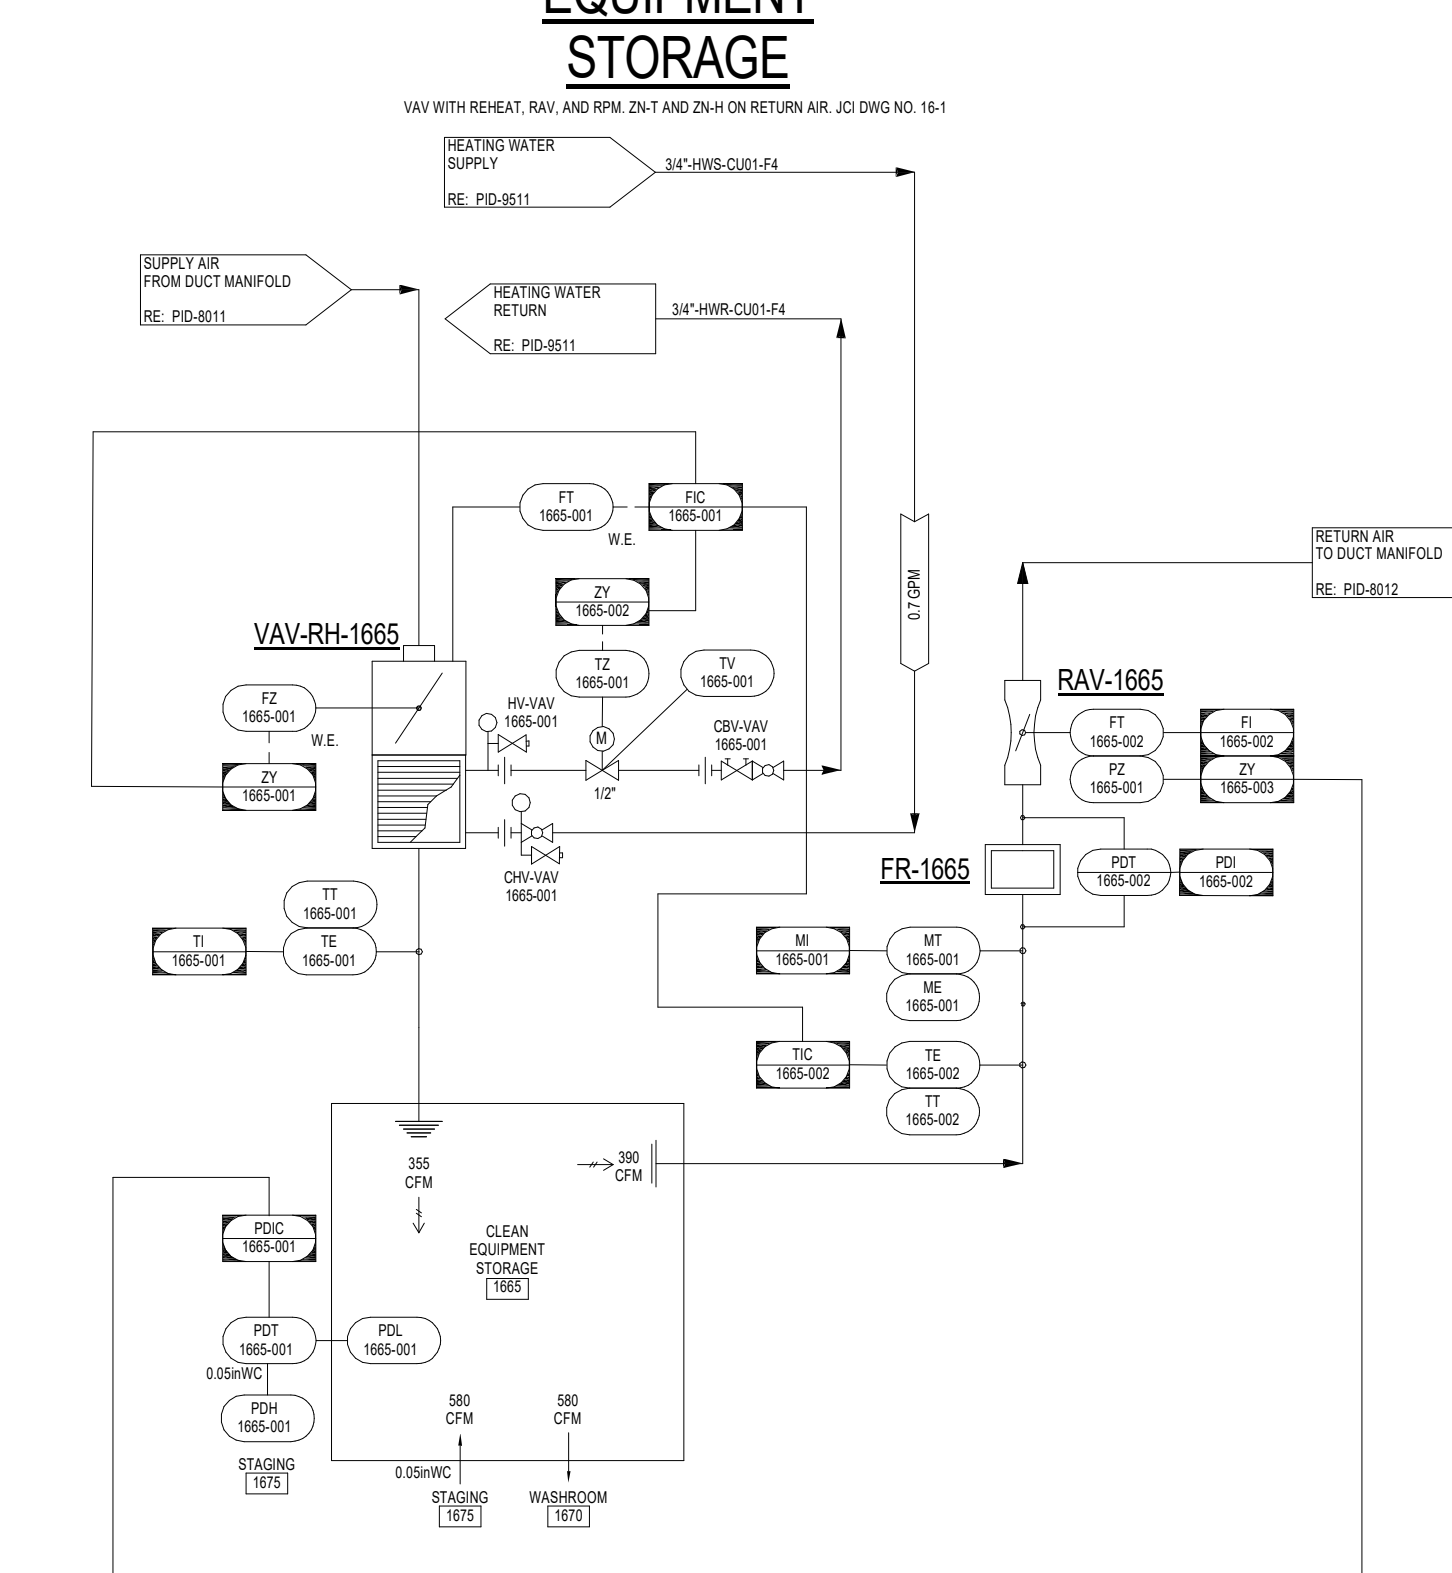 EQUIPMENT
STORAGE
VAV WITH REHEAT, RAV, AND RPM. ZN-T AND ZN-H ON RETURN AIR. JCI DWG NO. 16-1
HEATING WATER
SUPPLY
RE: PID-9511
3/4"-HWS-CU01-F4
SUPPLY AIR
FROM DUCT MANIFOLD
RE: PID-8011
HEATING WATER
RETURN
RE: PID-9511
3/4"-HWR-CU01-F4
FT
1665-001
W.E.
FIC
1665-001
ZY
1665-002
0.7 GPM
RETURN AIR
TO DUCT MANIFOLD
RE: PID-8012
VAV-RH-1665
TZ
1665-001
TV
1665-001
FZ
1665-001
W.E.
HV-VAV
1665-001
M
CBV-VAV
1665-001
1/2"
ZY
1665-001
RAV-1665
FT
1665-002
FI
1665-002
PZ
1665-001
ZY
1665-003
CHV-VAV
1665-001
FR-1665
PDT
1665-002
PDI
1665-002
TT
1665-001
TI
1665-001
TE
1665-001
MI
1665-001
MT
1665-001
ME
1665-001
TIC
1665-002
TE
1665-002
TT
1665-002
355
CFM
390
CFM
CLEAN
EQUIPMENT
STORAGE
1665
PDIC
1665-001
PDT
1665-001
0.05inWC
PDL
1665-001
PDH
1665-001
STAGING
1675
580
CFM
580
CFM
0.05inWC
STAGING
1675
WASHROOM
1670